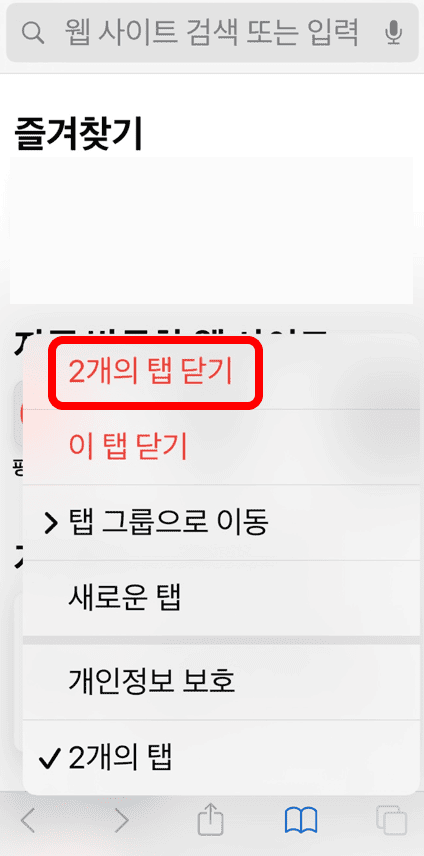 웹 사이트 검색 또는 입력
즐겨찾기
2개의 탭 닫기
이 탭 닫기
탭 그룹으로 이동
새로운 탭
개인정보 보호
2개의 탭